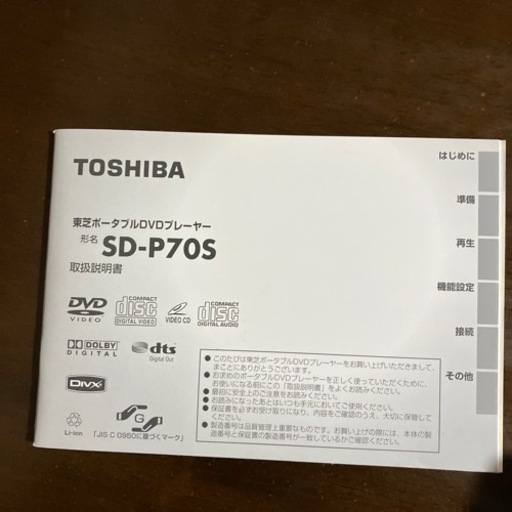 TOSHIBA
東芝ポータブルDVDプレーヤー
形名 SD-P70S
取扱説明書
はじめに
準備
再生
機能設定
接続
その他
DVD
VIDEO
COMPACT
disc
DIGITAL VIDEO
VIDEO CD
COMPACT
disc
DIGITAL AUDIO
DOLBY
DIGITAL
dts
Digital Out
DIVX
Li-ion
G
「JIS C 0950に基づくマーク」
●このたびは東芝ポータブルDVDプレーヤーをお買い上げいただきまして、
まことにありがとうございます。
●お求めのポータブルDVDプレーヤーを正しく使っていただくために、
お使いになる前にこの「取扱説明書」をよくお読みください。
●最初に安全上のご注意をお読みください。
●お読みになったあとはいつも手元においてご使用ください。
●保証書を必ずお受け取りになり、内容をご確認のうえ、大切に保管して
ください。
●製造番号は品質管理上重要なものです。お買い上げの際には、本体の製
造番号と保証書の製造番号が一致しているかご確認ください。